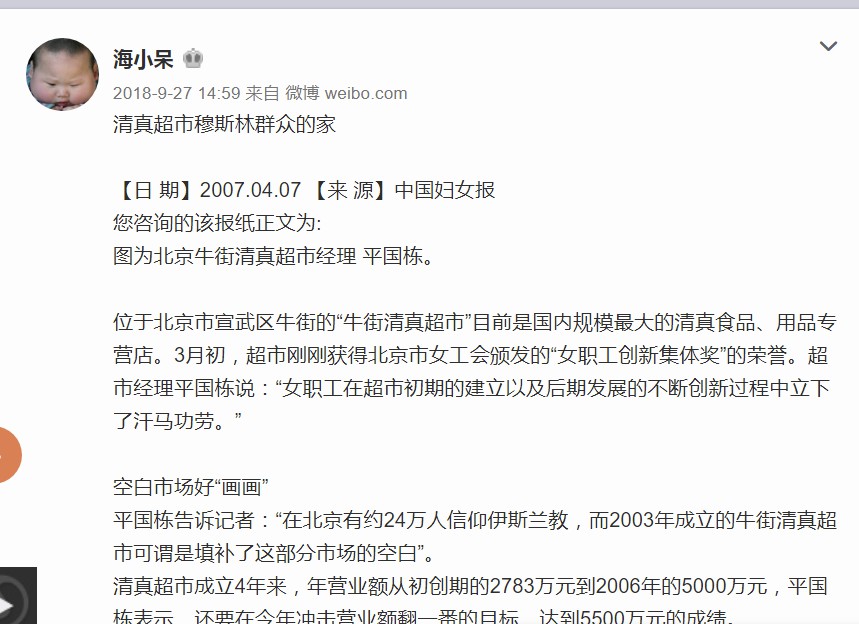 海小呆
2018-9-27 14:59 来自 微博 weibo.com
清真超市穆斯林群众的家
【日 期】2007.04.07 【来 源】中国妇女报
您咨询的该报纸正文为:
图为北京牛街清真超市经理 平国栋。
位于北京市宣武区牛街的“牛街清真超市”目前是国内规模最大的清真食品、用品专
营店。3月初，超市刚刚获得北京市女工会颁发的“女职工创新集体奖”的荣誉。超
市经理平国栋说：“女职工在超市初期的建立以及后期发展的不断创新过程中立下
了汗马功劳。”
空白市场好“画画”
平国栋告诉记者：“在北京有约24万人信仰伊斯兰教，而2003年成立的牛街清真超
市可谓是填补了这部分市场的空白”。
清真超市成立4年来，年营业额从初创期的2783万元到2006年的5000万元，平国
栋表示，还要在今年冲击营业额翻一番的目标，达到5500万元的成绩。